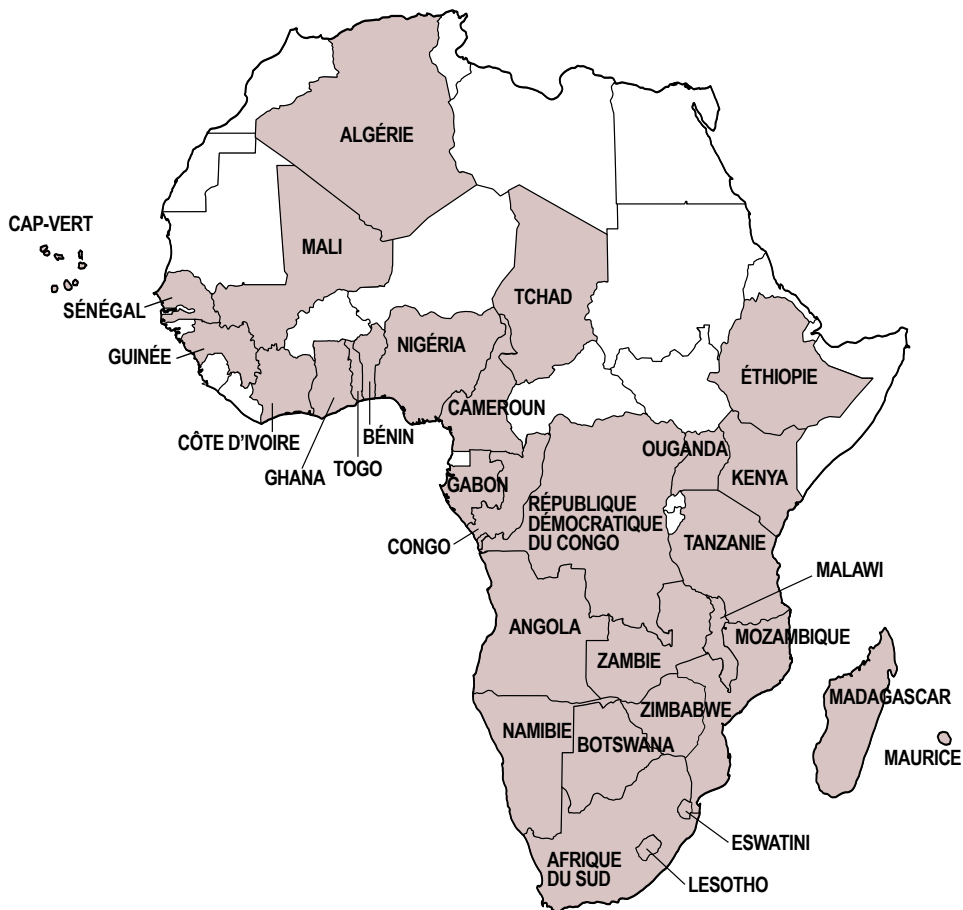 ALGÉRIE
CAP-VERT
MALI
TCHAD
SÉNÉGAL
NIGÉRIA
GUINÉE
ÉTHIOPIE
CAMEROUN
BÉNIN
CÔTE D'IVOIRE
OUGANDA
GHANA
TOGO
KENYA
GABON
RÉPUBLIQUE
DÉMOCRATIQUE
DU CONGO
CONGO
TANZANIE
MALAWI
ANGOLA
MOZAMBIQUE
ZAMBIE
MADAGASCAR
ZIMBABWE
NAMIBIE
BOTSWANA
MAURICE
ESWATINI
AFRIQUE
DU SUD
LESOTHO